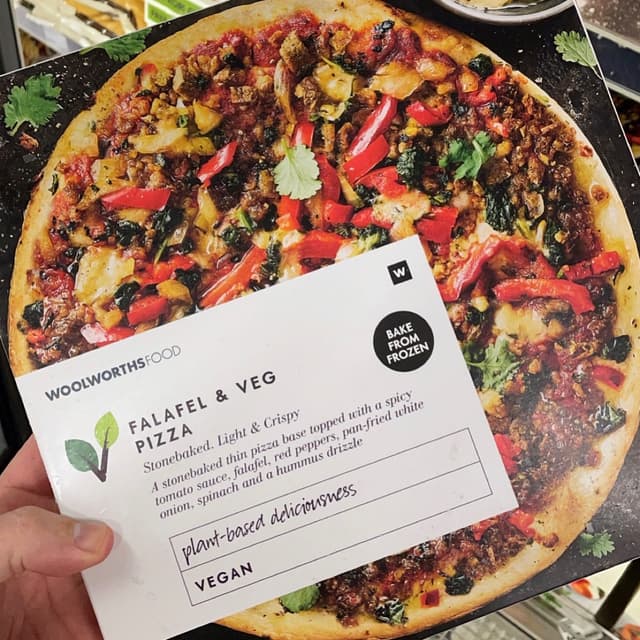 W
WOOLWORTHSFOOD
BAKE
FROM
FROZEN
FALAFEL & VEG
PIZZA
Stonebaked. Light & Crispy
A stonebaked thin pizza base topped with a spicy
tomato sauce, falafel, red peppers, pan-fried white
onion, spinach and a hummus drizzle
plant-based deliciousness
VEGAN